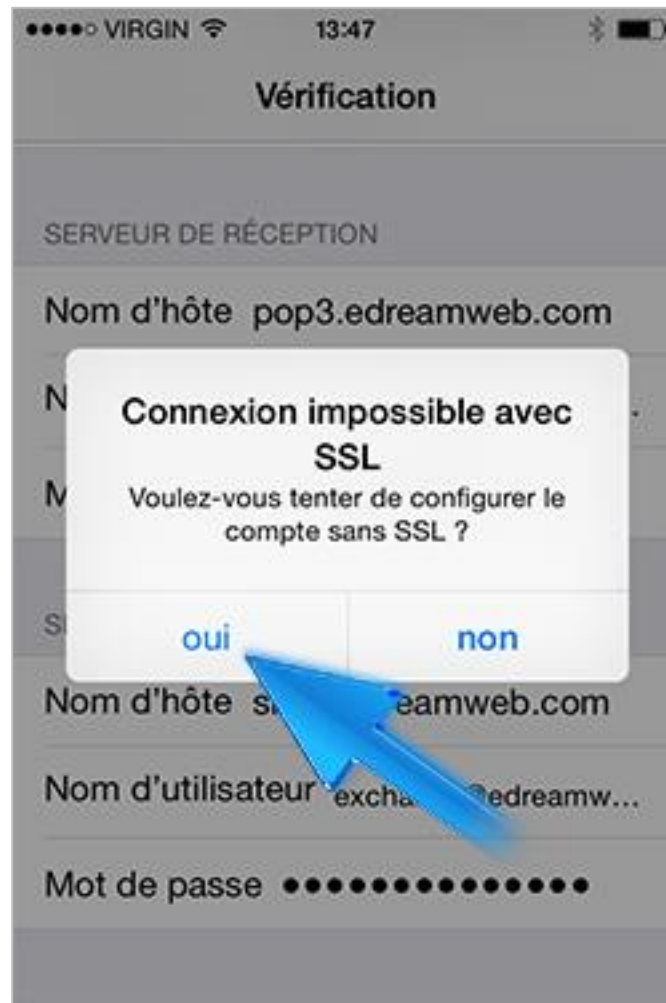 VIRGIN 13:47
Vérification
SERVEUR DE RÉCEPTION
Nom d'hôte pop3.edreamweb.com
Connexion impossible avec
SSL
Voulez-vous tenter de configurer le
compte sans SSL ?
oui non
Nom d'hôte eamweb.com
Nom d'utilisateur
Mot de passe ••••••••••••••